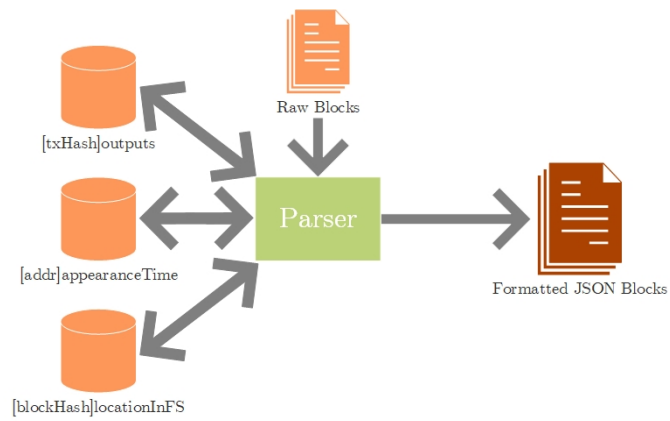 Raw Blocks
[txHash]outputs
Parser
[addr]appearanceTime
Formatted JSON Blocks
[blockHash]locationInFS